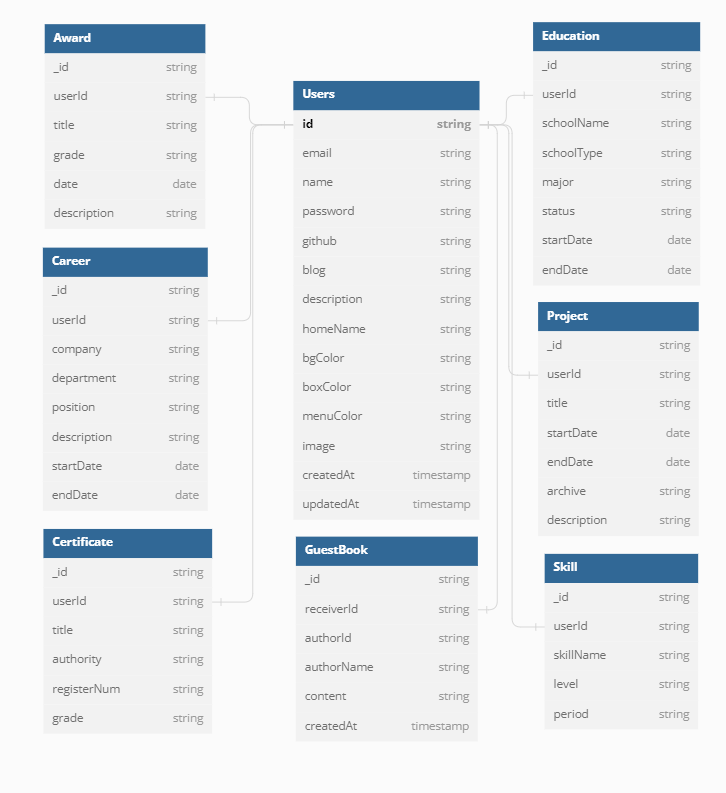 Award
_id string
userId string
title string
grade string
date date
description string
Career
_id string
userId string
company string
department string
position string
description string
startDate date
endDate date
Certificate
_id string
userId string
title string
authority string
registerNum string
grade string
Users
id string
email string
name string
password string
github string
blog string
description string
homeName string
bgColor string
boxColor string
menuColor string
image string
createdAt timestamp
updatedAt timestamp
GuestBook
_id string
receiverId string
authorId string
authorName string
content string
createdAt timestamp
Education
_id string
userId string
schoolName string
schoolType string
major string
status string
startDate date
endDate date
Project
_id string
userId string
title string
startDate date
endDate date
archive string
description string
Skill
_id string
userId string
skillName string
level string
period string